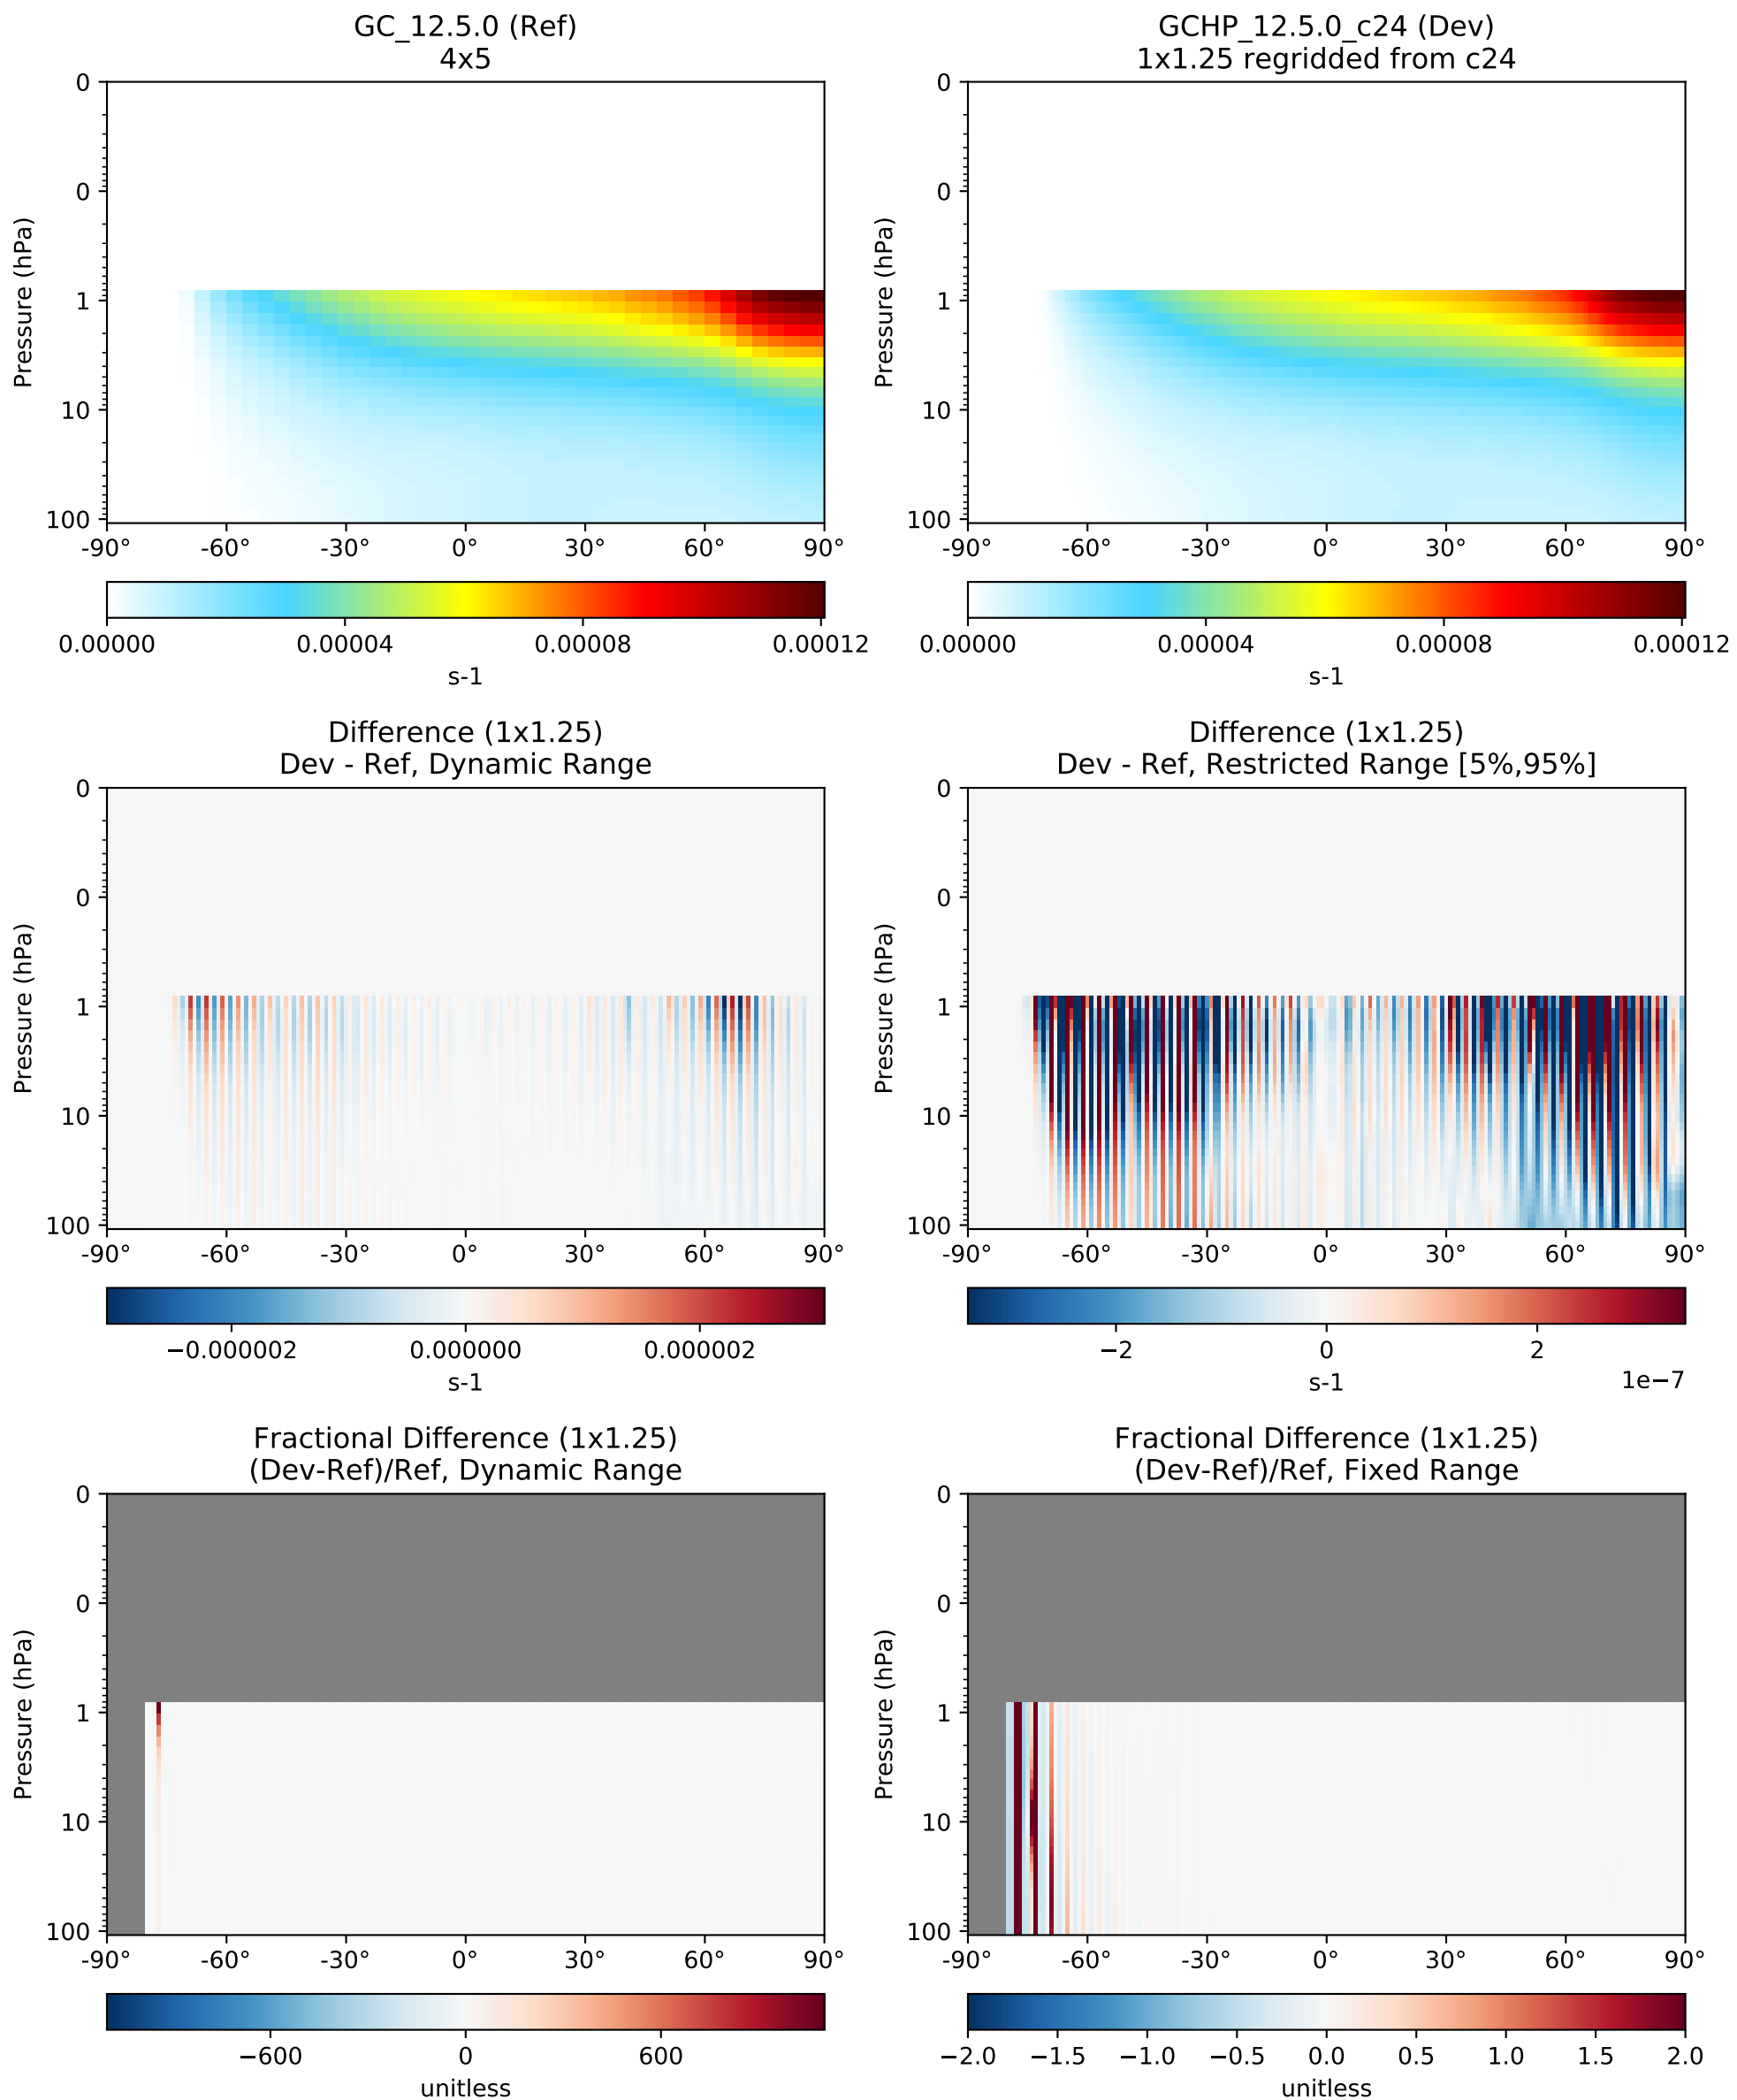 GC_12.5.0 (Ref)
4x5
0
0
1
10
100
Pressure (hPa)
-90° -60° -30° 0° 30° 60° 90°
0.00000 0.00004 0.00008 0.00012
s-1
GCHP_12.5.0_c24 (Dev)
1x1.25 regridded from c24
0
0
1
10
100
Pressure (hPa)
-90° -60° -30° 0° 30° 60° 90°
0.00000 0.00004 0.00008 0.00012
s-1
Difference (1x1.25)
Dev - Ref, Dynamic Range
0
0
1
10
100
Pressure (hPa)
-90° -60° -30° 0° 30° 60° 90°
−0.000002 0.000000 0.000002
s-1
Difference (1x1.25)
Dev - Ref, Restricted Range [5%,95%]
0
0
1
10
100
Pressure (hPa)
-90° -60° -30° 0° 30° 60° 90°
−2 0 2
s-1
1e−7
Fractional Difference (1x1.25)
(Dev-Ref)/Ref, Dynamic Range
0
0
1
10
100
Pressure (hPa)
-90° -60° -30° 0° 30° 60° 90°
−600 0 600
unitless
Fractional Difference (1x1.25)
(Dev-Ref)/Ref, Fixed Range
0
0
1
10
100
Pressure (hPa)
-90° -60° -30° 0° 30° 60° 90°
−2.0 −1.5 −1.0 −0.5 0.0 0.5 1.0 1.5 2.0
unitless